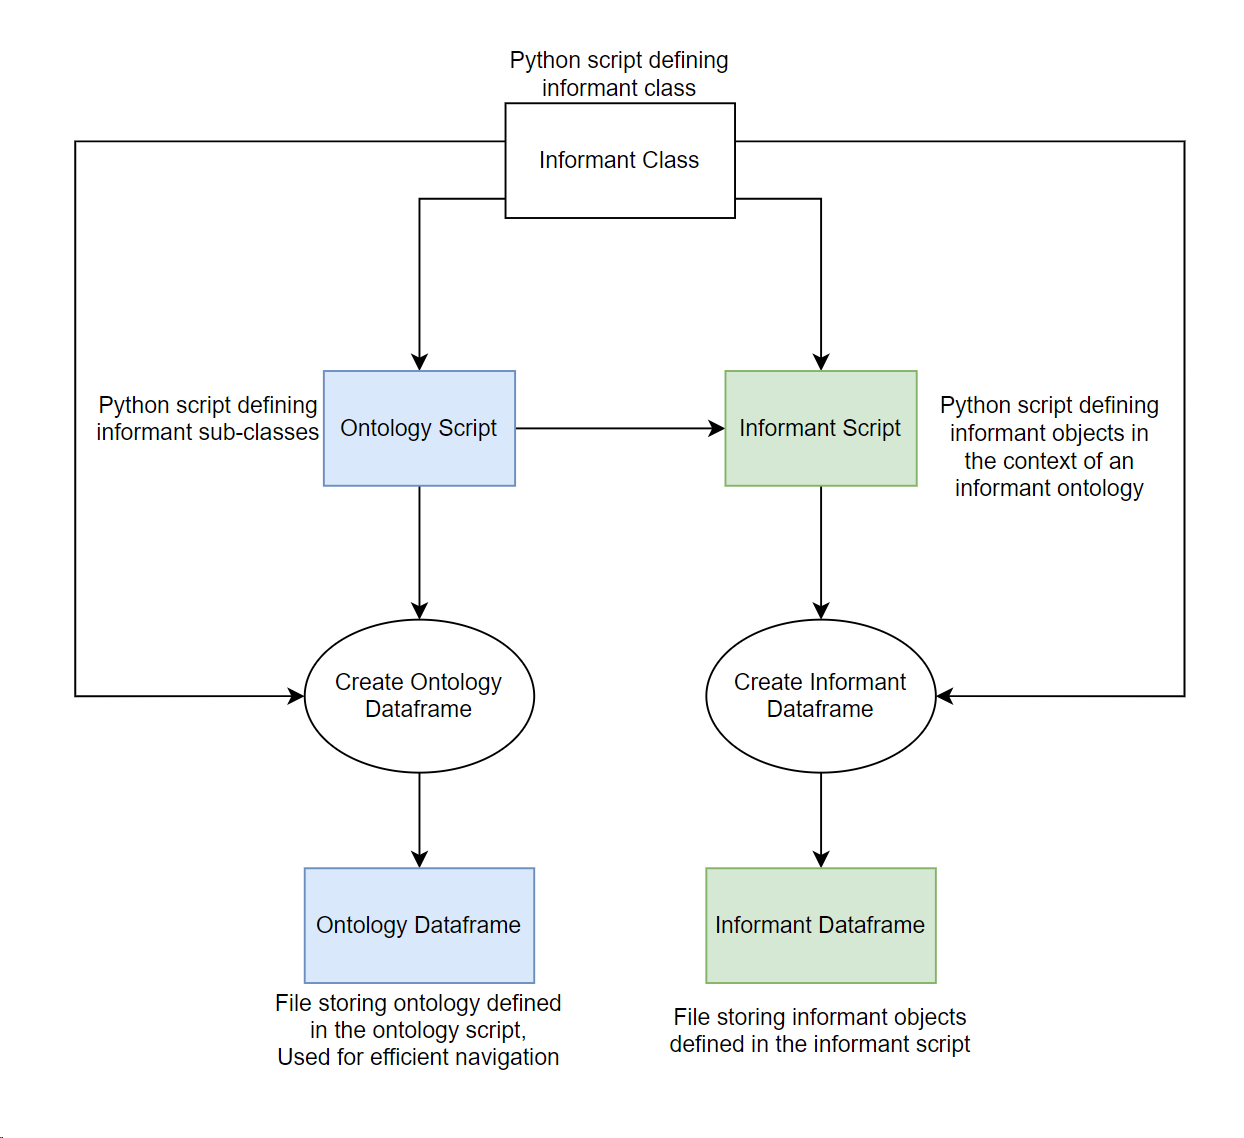 Python script defining
informant class
Informant Class
Python script defining
informant sub-classes
Ontology Script
Informant Script
Python script defining
informant objects in
the context of an
informant ontology
Create Ontology
Dataframe
Create Informant
Dataframe
Ontology Dataframe
Informant Dataframe
File storing ontology defined
in the ontology script,
Used for efficient navigation
File storing informant objects
defined in the informant script